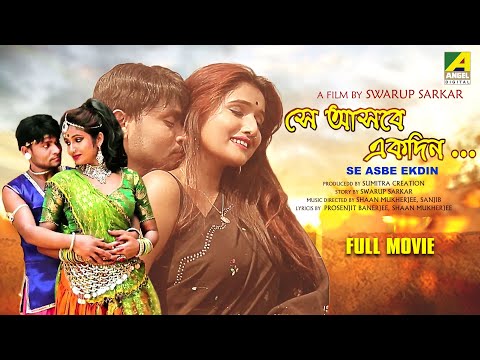 ANGEL
DIGITAL
A FILM BY SWARUP SARKAR
সে আসবে
একদিন ...
SE ASBE EKDIN
PRODUCEDD BY SUMITRA CREATION
STORY BY SWARUP SARKAR
MUSIC DIRECTED BY SHAAN MUKHERJEE, SANJIB
LYRICS BY PROSENJIT BANERJEE, SHAAN MUKHERJEE
FULL MOVIE